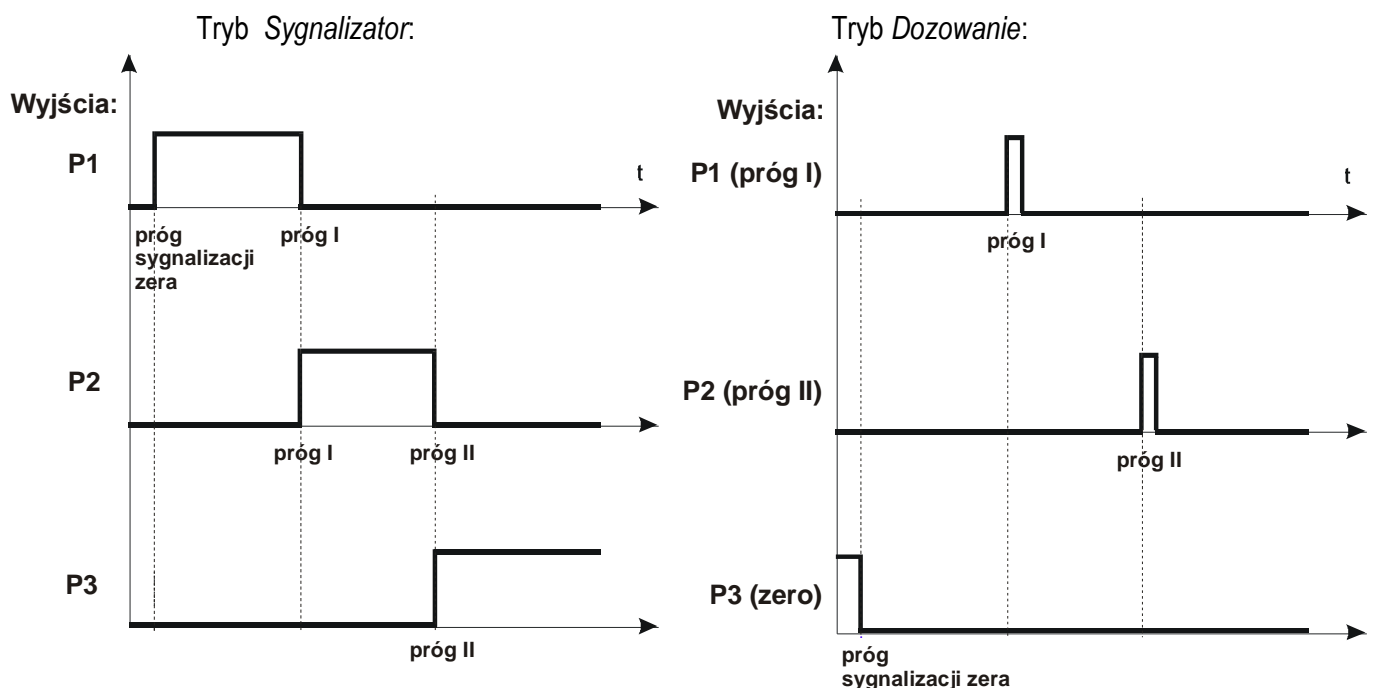 Tryb Sygnalizator:
Wyjścia:
P1
t
próg
sygnalizacji
zera
próg I
P2
próg I
próg II
P3
próg II
Tryb Dozowanie:
Wyjścia:
P1 (próg I)
t
próg I
P2 (próg II)
próg II
P3 (zero)
próg
sygnalizacji zera